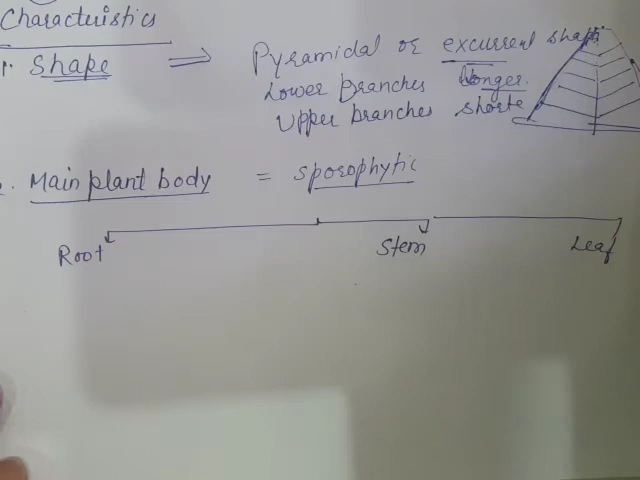 Characteristics
1. Shape ⇒ Pyramidal or excurrent shape
Lower Branches longer.
Upper branches shorte
2. Main plant body = sporophytic
Root Stem Leaf